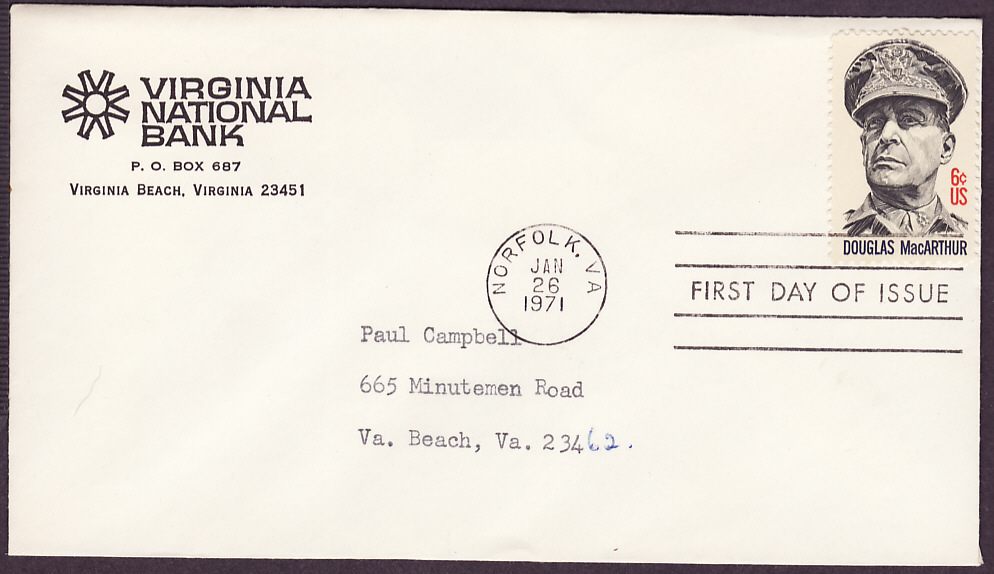 VIRGINIA
NATIONAL
BANK
P. O. BOX 687
VIRGINIA BEACH, VIRGINIA 23451
6¢
US
DOUGLAS MacARTHUR
NORFOLK, VA
JAN
26
1971
FIRST DAY OF ISSUE
Paul Campbell
665 Minutemen Road
Va. Beach, Va. 23462.